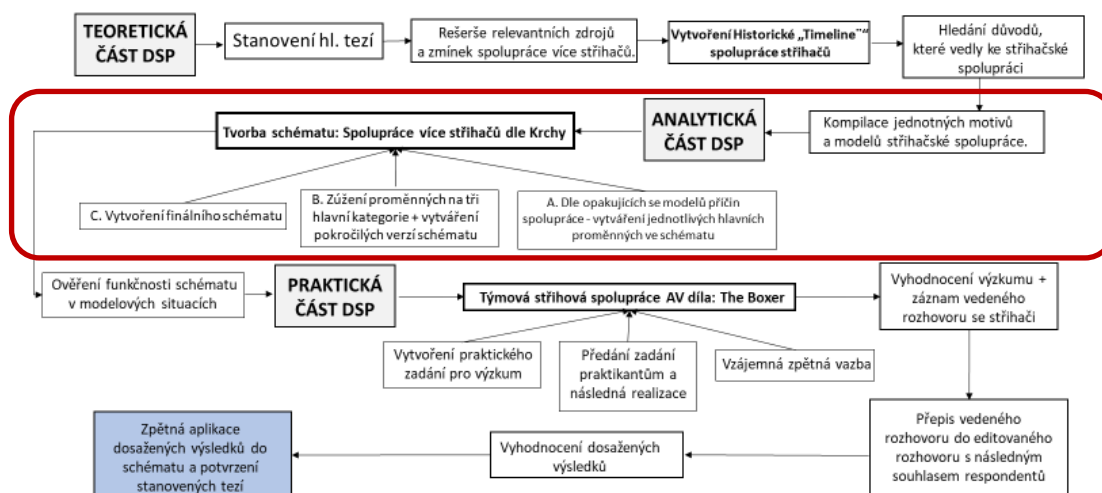 TEORETICKÁ
ČÁST DSP
Stanovení hl. tezí
Rešerše relevantních zdrojů
a zmínek spolupráce více střihačů.
Vytvoření Historické „Timeline¨“
spolupráce střihačů
Hledání důvodů,
které vedly ke střihačské
spolupráci
Kompilace jednotných motivů
a modelů střihačské spolupráce.
ANALYTICKÁ
ČÁST DSP
Tvorba schématu: Spolupráce více střihačů dle Krchy
C. Vytvoření finálního schématu
B. Zúžení proměnných na tři
hlavní kategorie + vytváření
pokročilých verzí schématu
A. Dle opakujících se modelů příčin
spolupráce - vytváření jednotlivých hlavních
proměnných ve schématu
Ověření funkčnosti schématu
v modelových situacích
PRAKTICKÁ
ČÁST DSP
Týmová střihová spolupráce AV díla: The Boxer
Vyhodnocení výzkumu +
záznam vedeného
rozhovoru se střihači
Vytvoření praktického
zadání pro výzkum
Předání zadání
praktikantům a
následná realizace
Vzájemná zpětná vazba
Přepis vedeného
rozhovoru do editovaného
rozhovoru s následným
souhlasem respondentů
Vyhodnocení dosažených
výsledků
Zpětná aplikace
dosažených výsledků do
schématu a potvrzení
stanovených tezí